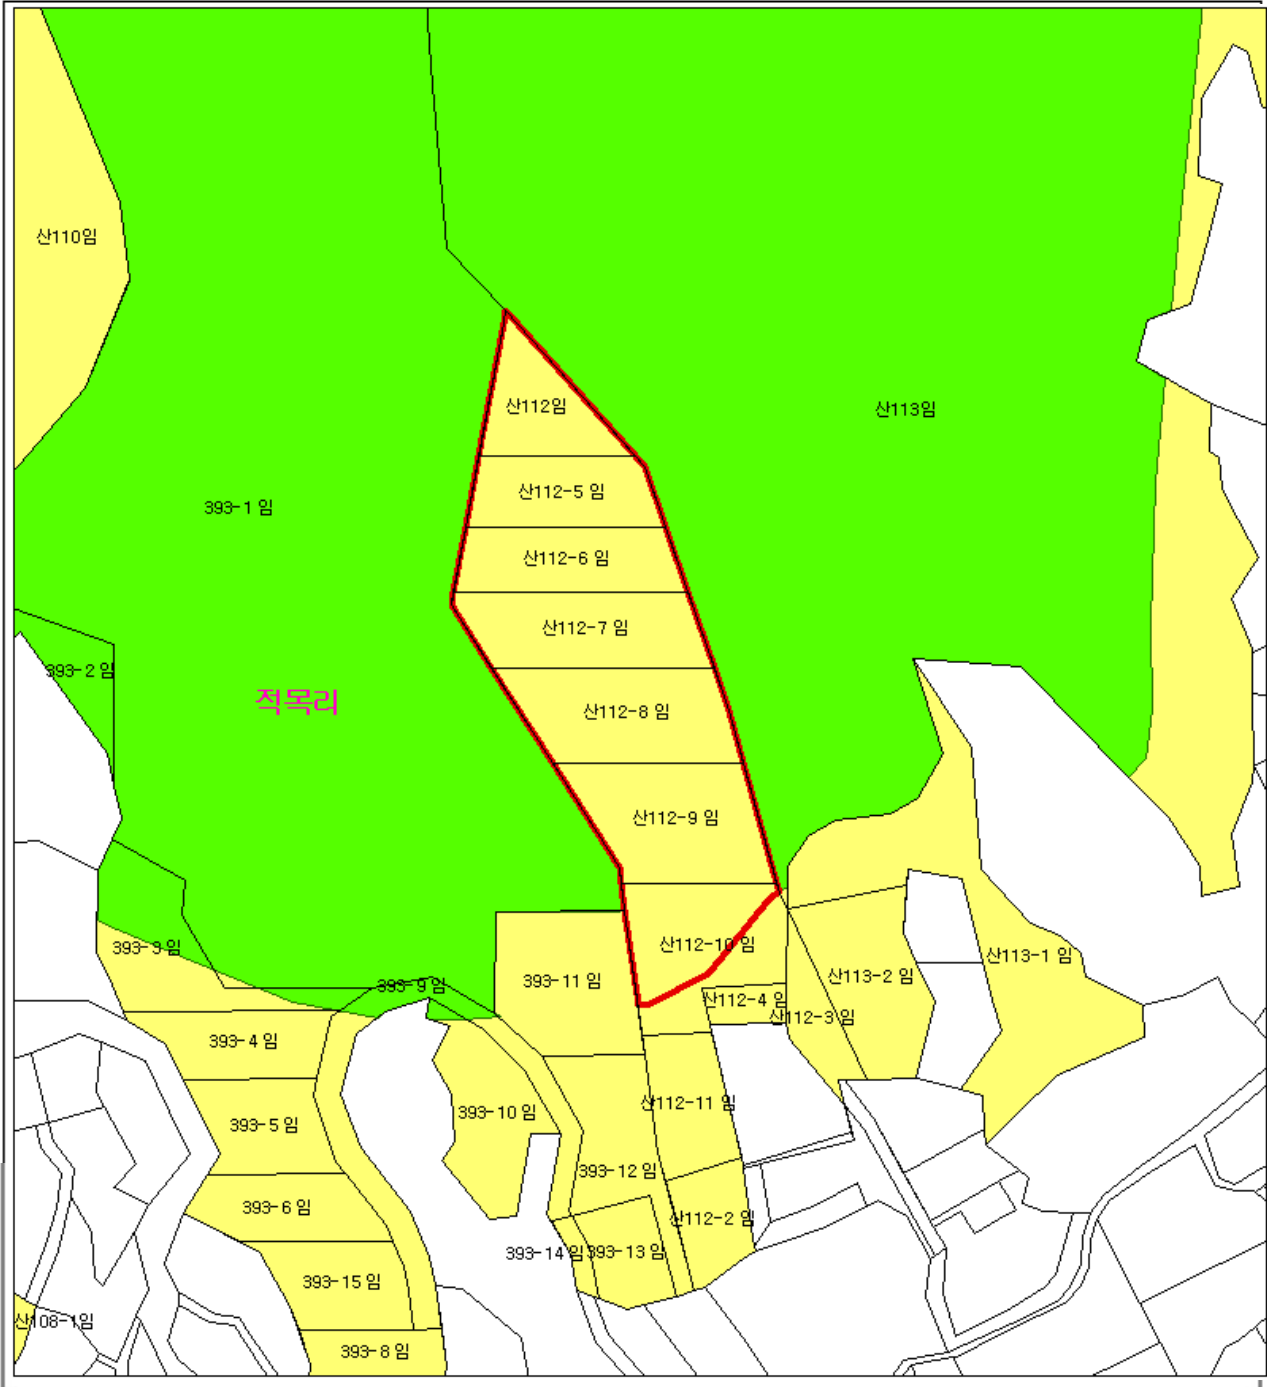 산110임
산112임
산113임
산112-5 임
393-1 임
산112-6 임
산112-7 임
393-2 임
적목리
산112-8 임
산112-9 임
393-3 임
산112-10 임
산113-1 임
393-11 임
산113-2 임
393-9 임
산112-4 임
산112-3 임
393-4 임
산112-11 임
393-10 임
393-5 임
393-12 임
393-6 임
산112-2 임
393-14 임
393-13 임
393-15 임
산108-1임
393-8 임